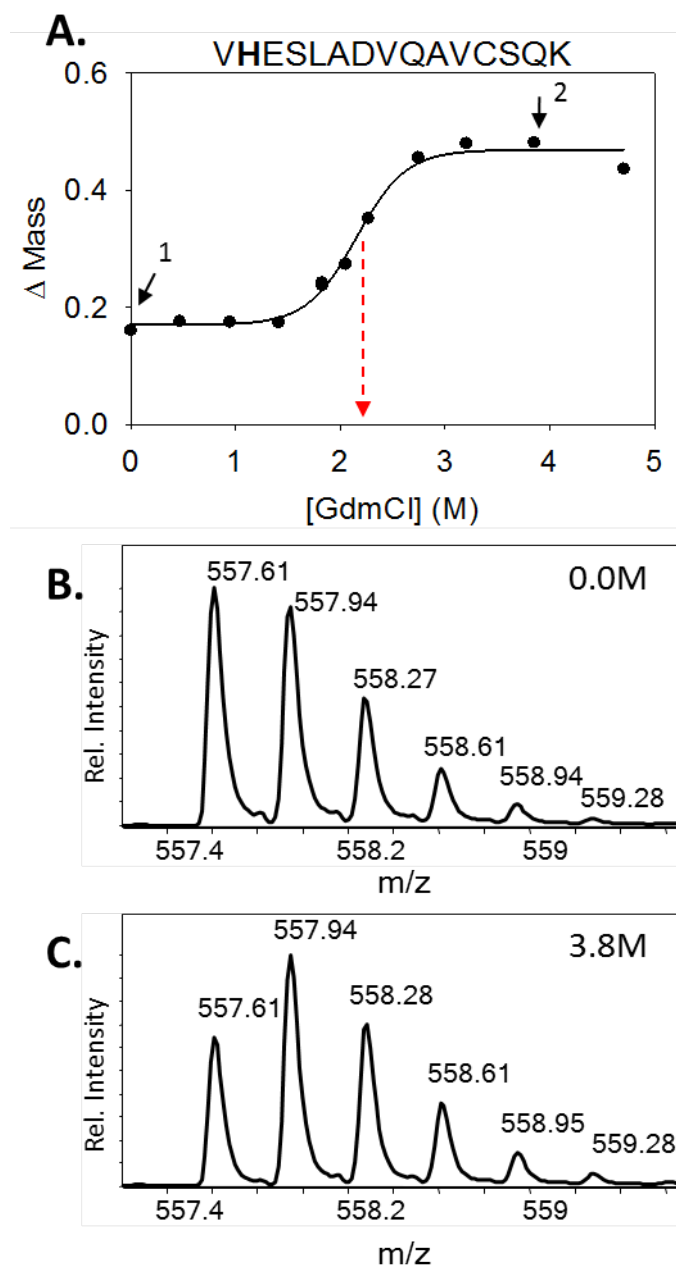 A.
VHESLADVQAVCSQK
0.6
0.4
0.2
0.0
Δ Mass
1
2
0 1 2 3 4 5
[GdmCl] (M)
B.
0.0M
557.61
557.94
558.27
558.61
558.94
559.28
Rel. Intensity
557.4 558.2 559
m/z
C.
3.8M
557.94
557.61
558.28
558.61
558.95
559.28
Rel. Intensity
557.4 558.2 559
m/z